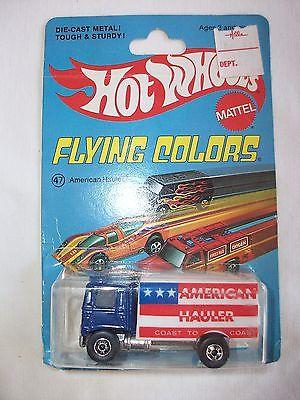 DIE-CAST METAL!
TOUGH & STURDY!
Ages 3 and
DEPT.
HOT WHEELS
MATTEL
FLYING COLORS
47 American Hauler
AMERICAN
HAULER
COAST TO COAST